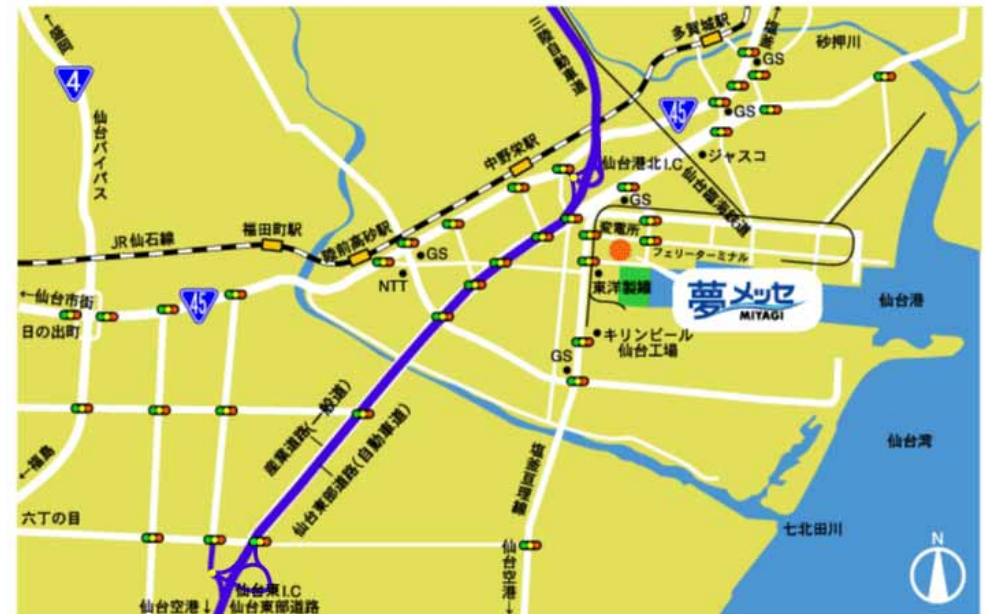 ←盛岡
4
仙台バイパス
三陸自動車道
多賀城駅
塩釜→
砂押川
GS
45
GS
ジャスコ
中野栄駅
仙台港北I.C
仙台臨海鉄道
GS
JR仙石線
福田町駅
陸前高砂駅
GS
NTT
変電所
フェリーターミナル
東洋製線
夢メッセ
MIYAGI
仙台港
←仙台市街
45
日の出町
キリンビール
仙台工場
GS
産業道路(一般道)
仙台東部道路(自動車道)
仙台湾
←福島
塩釜亘理線
六丁の目
七北田川
仙台空港→
仙台東I.C
仙台空港↓
仙台東部道路
N